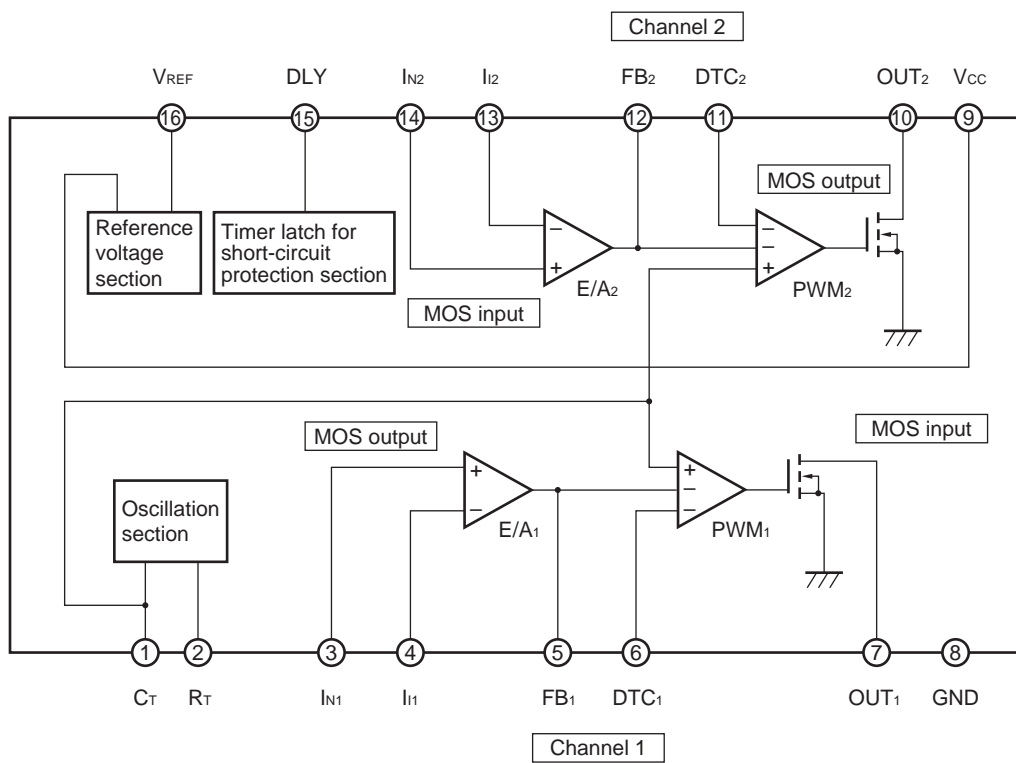 Channel 2
VREF DLY IN2 II2 FB2 DTC2 OUT2 VCC
16 15 14 13 12 11 10 9
MOS output
Reference
voltage
section
Timer latch for
short-circuit
protection section
−
+
E/A2
−
−
+
PWM2
MOS input
MOS output
MOS input
Oscillation
section
+
−
E/A1
+
−
−
PWM1
1 2 3 4 5 6 7 8
CT RT IN1 II1 FB1 DTC1 OUT1 GND
Channel 1